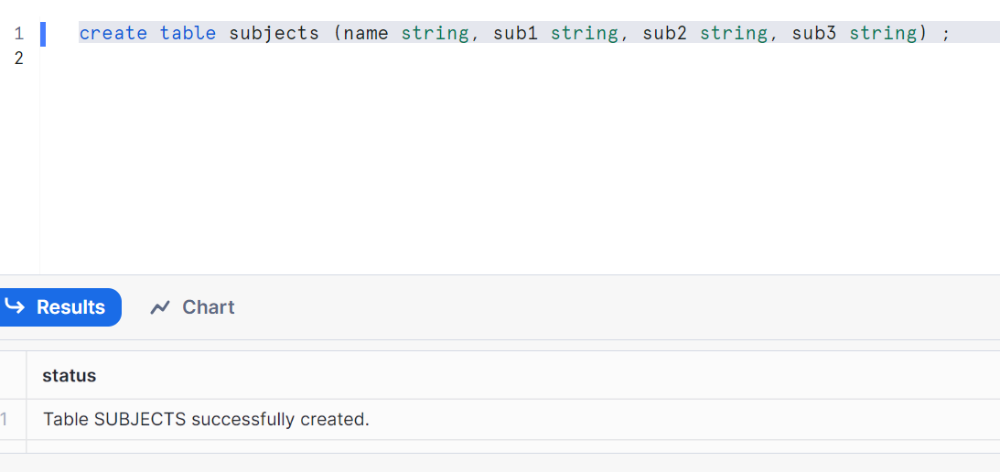 1 create table subjects (name string, sub1 string, sub2 string, sub3 string) ;
2
Results Chart
status
1 Table SUBJECTS successfully created.